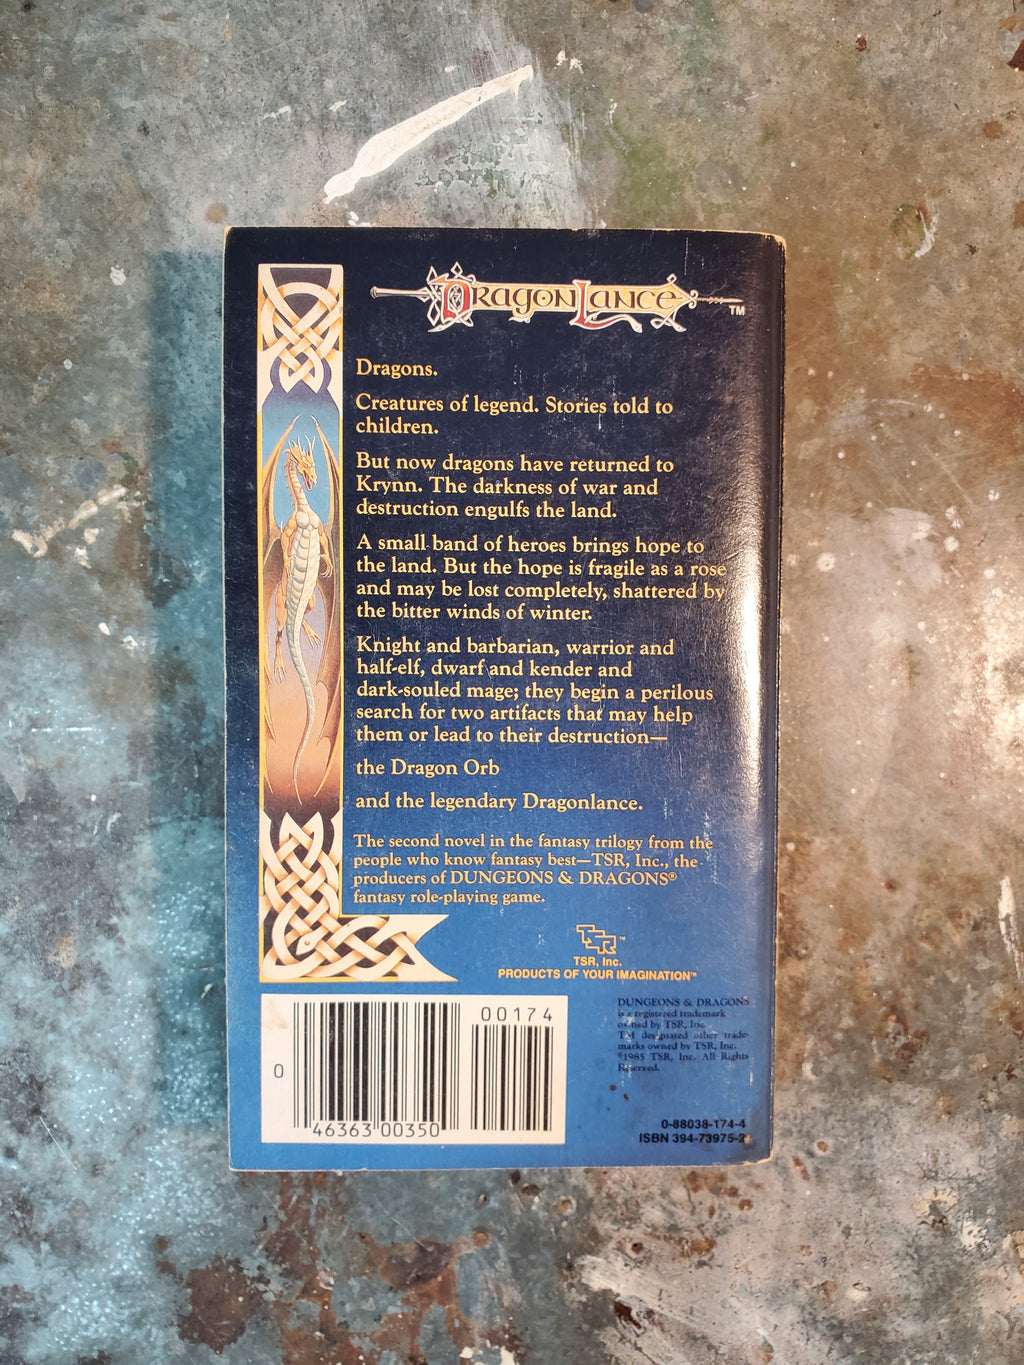 DRAGONLANCE
TM
Dragons.
Creatures of legend. Stories told to
children.
But now dragons have returned to
Krynn. The darkness of war and
destruction engulfs the land.
A small band of heroes brings hope to
the land. But the hope is fragile as a rose
and may be lost completely, shattered by
the bitter winds of winter.
Knight and barbarian, warrior and
half-elf, dwarf and kender and
dark-souled mage; they begin a perilous
search for two artifacts that may help
them or lead to their destruction—
the Dragon Orb
and the legendary Dragonlance.
The second novel in the fantasy trilogy from the
people who know fantasy best—TSR, Inc., the
producers of DUNGEONS & DRAGONS®
fantasy role-playing game.
TSR™
TSR, Inc.
PRODUCTS OF YOUR IMAGINATION™
DUNGEONS & DRAGONS
is a registered trademark
owned by TSR, Inc.
TM designated other trade-
marks owned by TSR, Inc.
©1985 TSR, Inc. All Rights
Reserved.
00174
0 46363 00350
0-88038-174-4
ISBN 394-73975-2